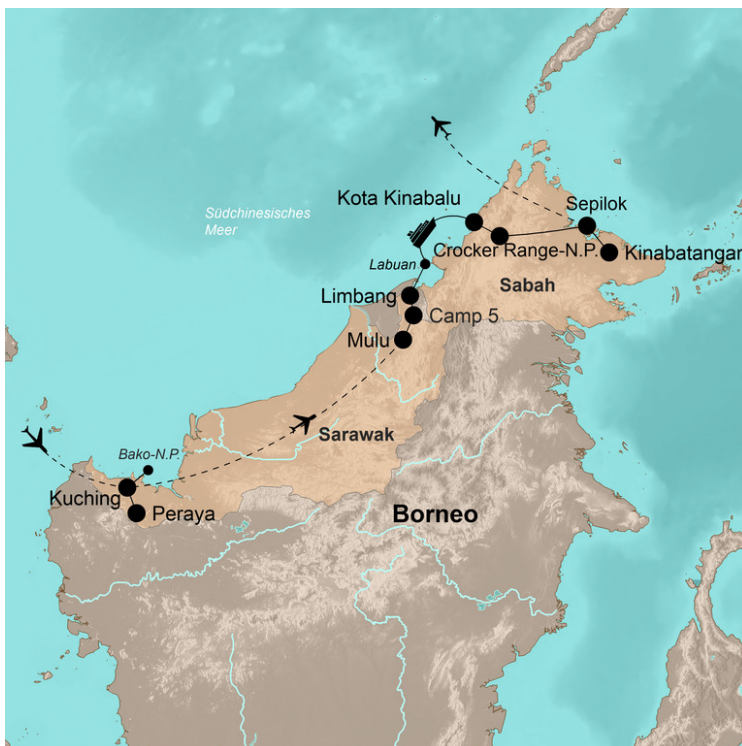 Kota Kinabalu
Sepilok
Südchinesisches
Meer
Crocker Range-N.P.
Kinabatangan
Labuan
Sabah
Limbang
Camp 5
Mulu
Sarawak
Bako-N.P.
Kuching
Borneo
Peraya